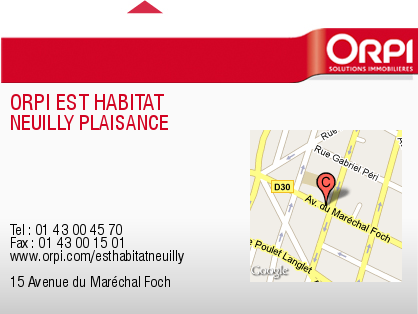 ORPI
SOLUTIONS IMMOBILIÈRES
ORPI EST HABITAT
NEUILLY PLAISANCE
Rue Gabriel Péri
D30
C
Av. du Maréchal Foch
e Poulet Langlet
Google
Tel : 01 43 00 45 70
Fax : 01 43 00 15 01
www.orpi.com/esthabitatneuilly
15 Avenue du Maréchal Foch